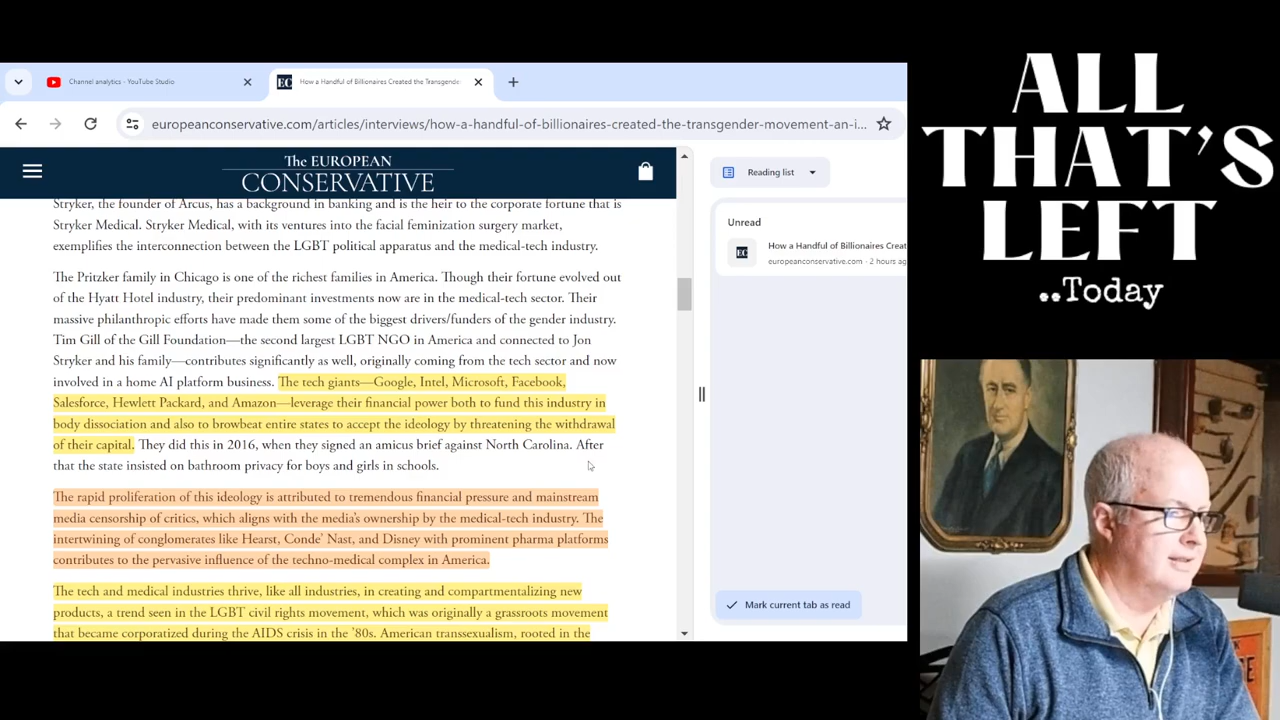 Channel analytics - YouTube Studio
EC How a Handful of Billionaires Created the Transgende
europeanconservative.com/articles/interviews/how-a-handful-of-billionaires-created-the-transgender-movement-an-i...
The EUROPEAN
CONSERVATIVE
Stryker, the founder of Arcus, has a background in banking and is the heir to the corporate fortune that is
Stryker Medical. Stryker Medical, with its ventures into the facial feminization surgery market,
exemplifies the interconnection between the LGBT political apparatus and the medical-tech industry.
The Pritzker family in Chicago is one of the richest families in America. Though their fortune evolved out
of the Hyatt Hotel industry, their predominant investments now are in the medical-tech sector. Their
massive philanthropic efforts have made them some of the biggest drivers/funders of the gender industry.
Tim Gill of the Gill Foundation—the second largest LGBT NGO in America and connected to Jon
Stryker and his family—contributes significantly as well, originally coming from the tech sector and now
involved in a home AI platform business. The tech giants—Google, Intel, Microsoft, Facebook,
Salesforce, Hewlett Packard, and Amazon—leverage their financial power both to fund this industry in
body dissociation and also to browbeat entire states to accept the ideology by threatening the withdrawal
of their capital. They did this in 2016, when they signed an amicus brief against North Carolina. After
that the state insisted on bathroom privacy for boys and girls in schools.
The rapid proliferation of this ideology is attributed to tremendous financial pressure and mainstream
media censorship of critics, which aligns with the media's ownership by the medical-tech industry. The
intertwining of conglomerates like Hearst, Conde' Nast, and Disney with prominent pharma platforms
contributes to the pervasive influence of the techno-medical complex in America.
The tech and medical industries thrive, like all industries, in creating and compartmentalizing new
products, a trend seen in the LGBT civil rights movement, which was originally a grassroots movement
that became corporatized during the AIDS crisis in the '80s. American transsexualism, rooted in the
Reading list
Unread
EC How a Handful of Billionaires Creat
europeanconservative.com - 2 hours ag
Mark current tab as read
ALL
THAT'S
LEFT
..Today